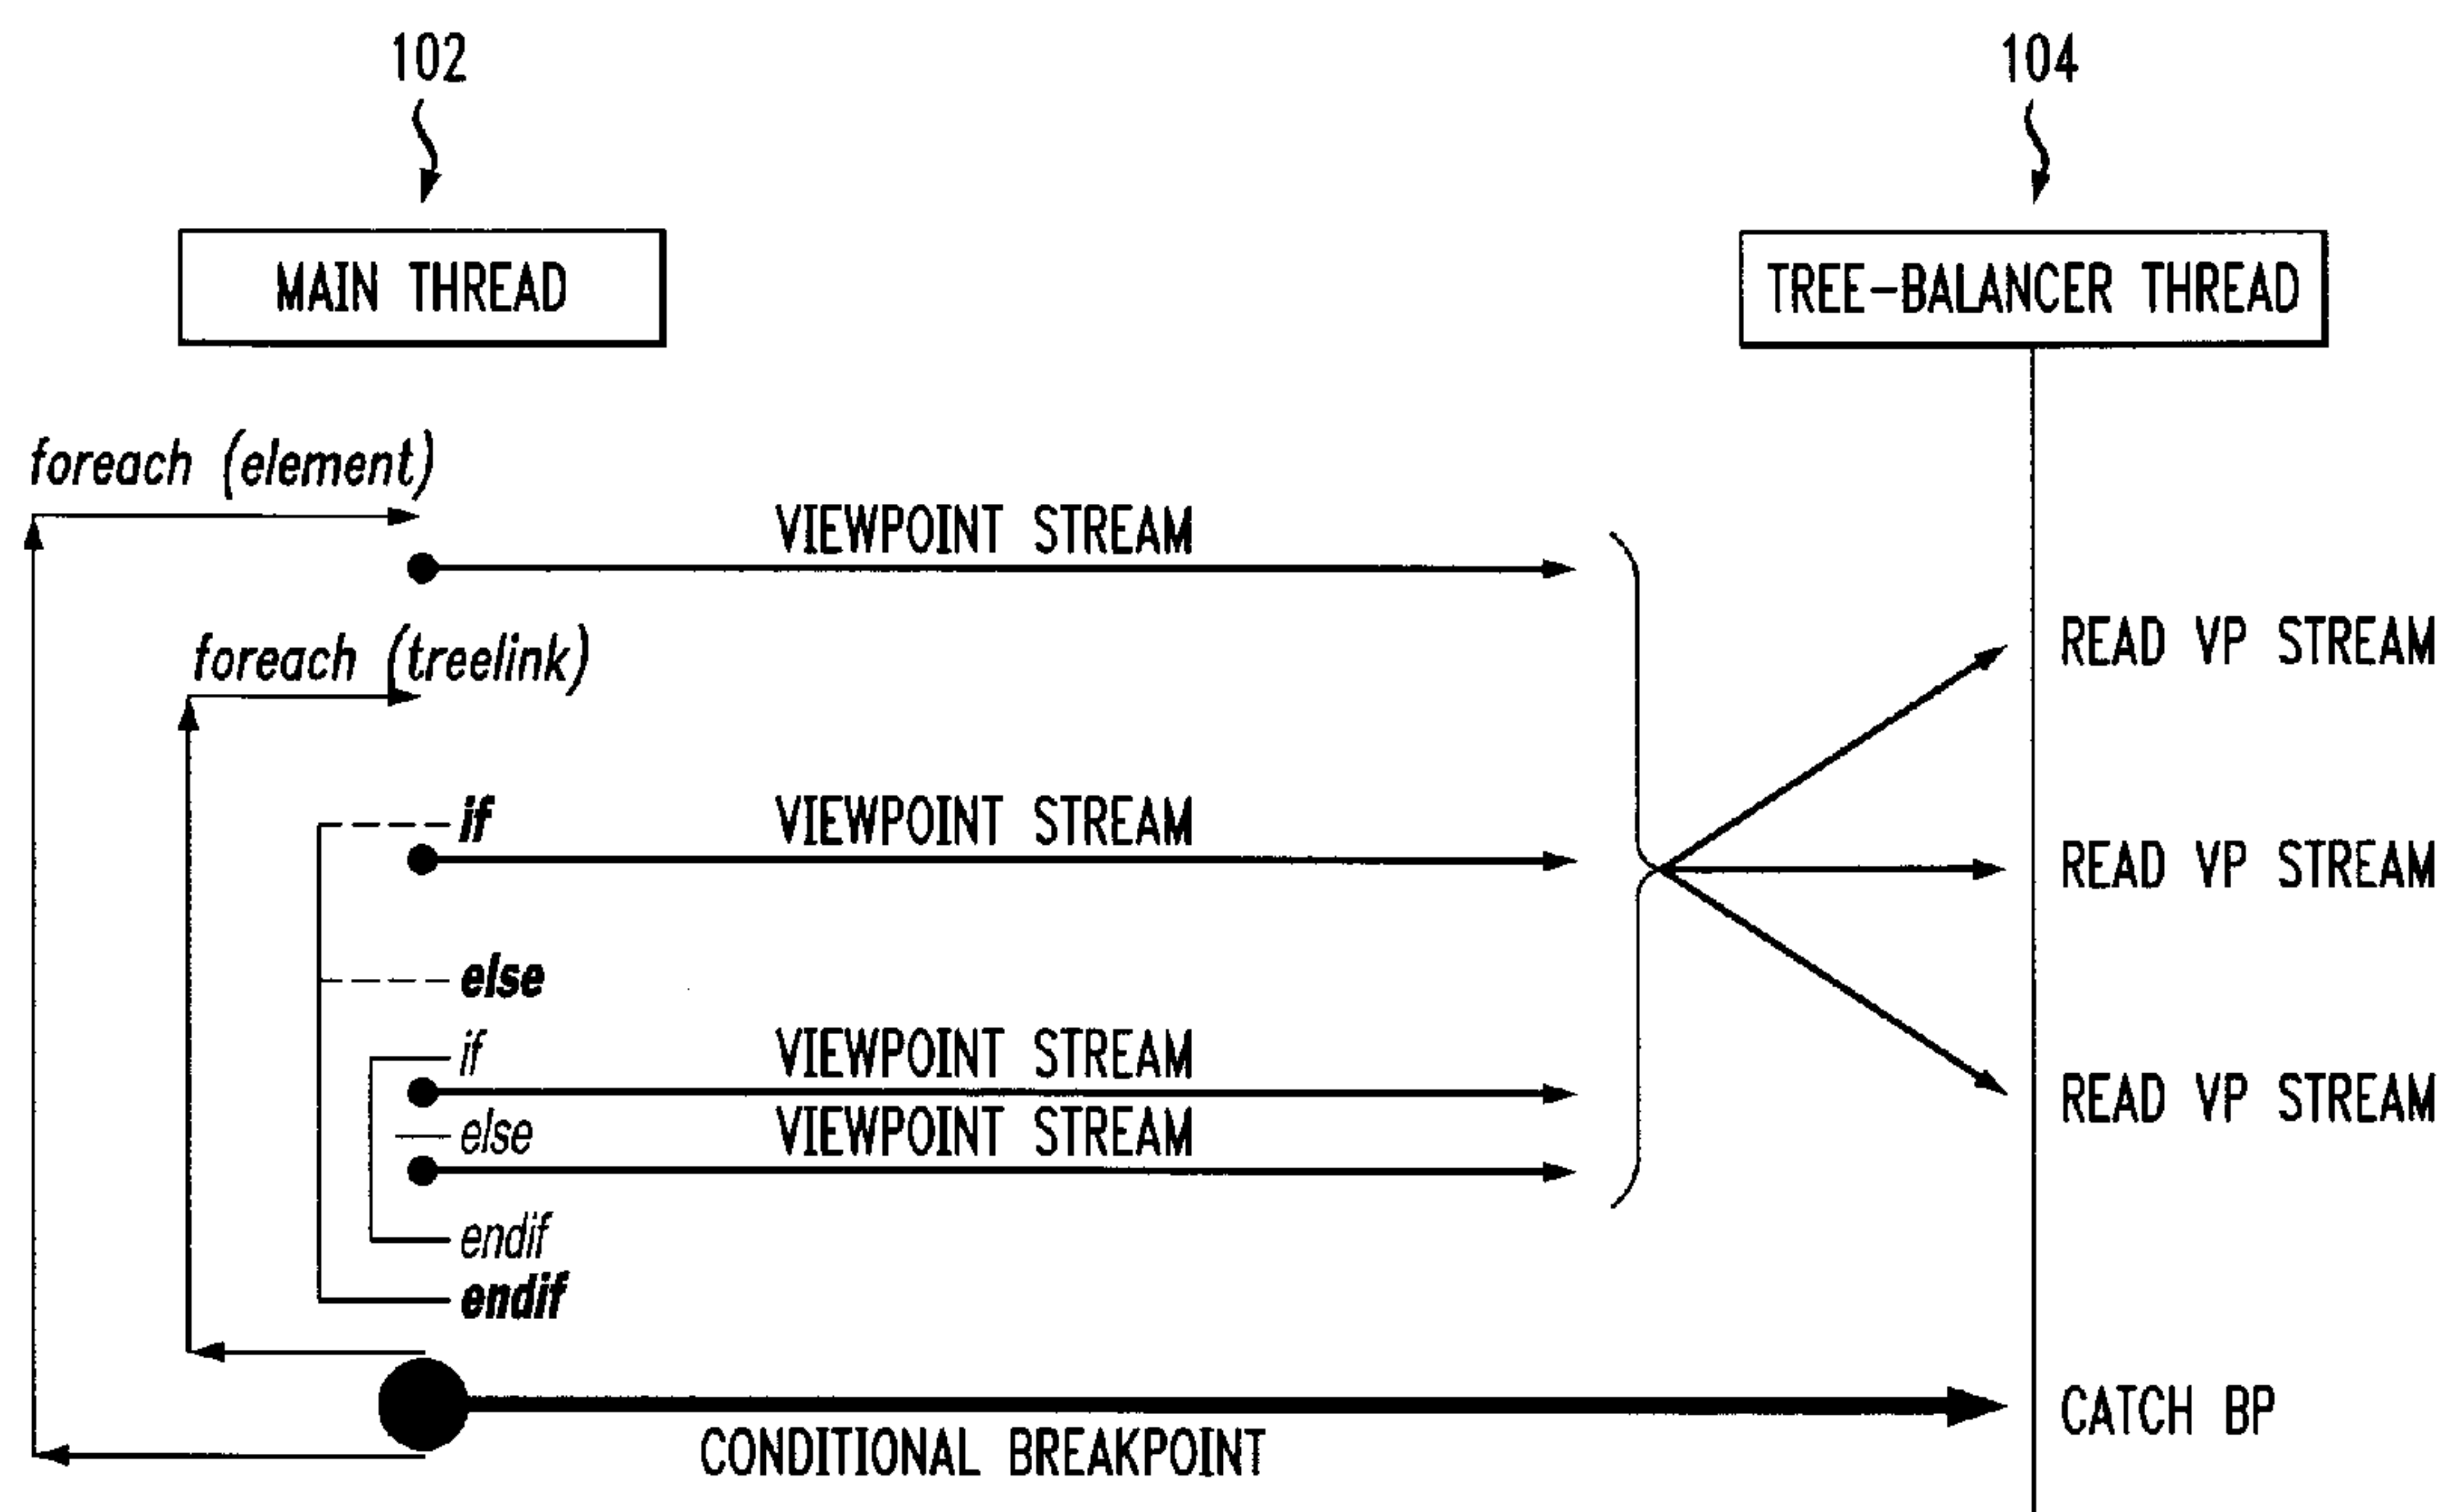 102
104
MAIN THREAD
TREE-BALANCER THREAD
foreach (element)
VIEWPOINT STREAM
foreach (treelink)
READ VP STREAM
if
VIEWPOINT STREAM
READ VP STREAM
else
if
VIEWPOINT STREAM
READ VP STREAM
else
VIEWPOINT STREAM
endif
endif
CATCH BP
CONDITIONAL BREAKPOINT